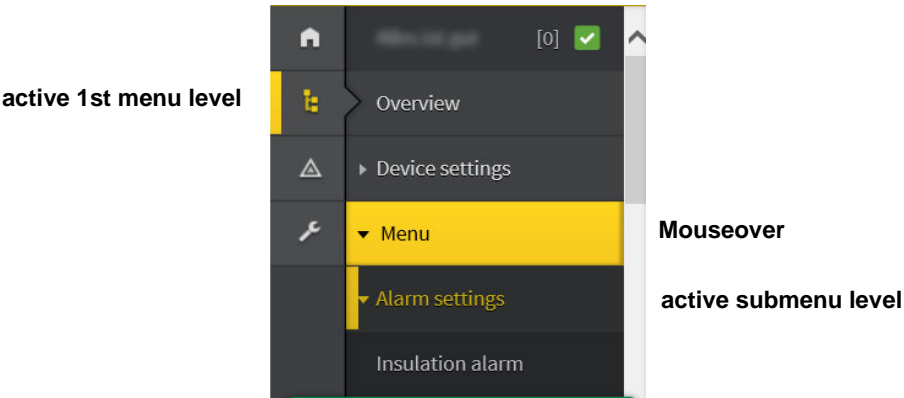 [0]
active 1st menu level
Overview
Device settings
Menu
Mouseover
Alarm settings
active submenu level
Insulation alarm